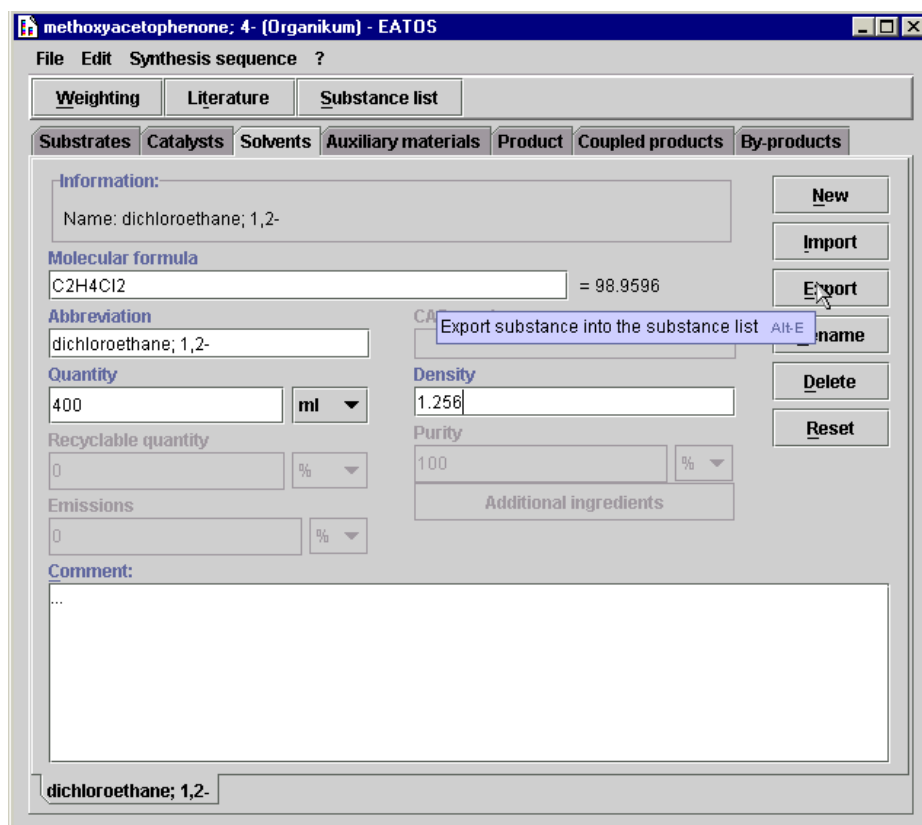 methoxyacetophenone; 4- (Organikum) - EATOS
File Edit Synthesis sequence ?
Weighting Literature Substance list
Substrates Catalysts Solvents Auxiliary materials Product Coupled products By-products
Information:
Name: dichloroethane; 1,2-
New
Import
Molecular formula
C2H4Cl2 = 98.9596
Export
Abbreviation
Export substance into the substance list Alt-E
dichloroethane; 1,2-
Quantity Density
Delete
400 ml 1.256
Reset
Recyclable quantity Purity
0 % 100 %
Emissions Additional ingredients
0 %
Comment:
...
dichloroethane; 1,2-